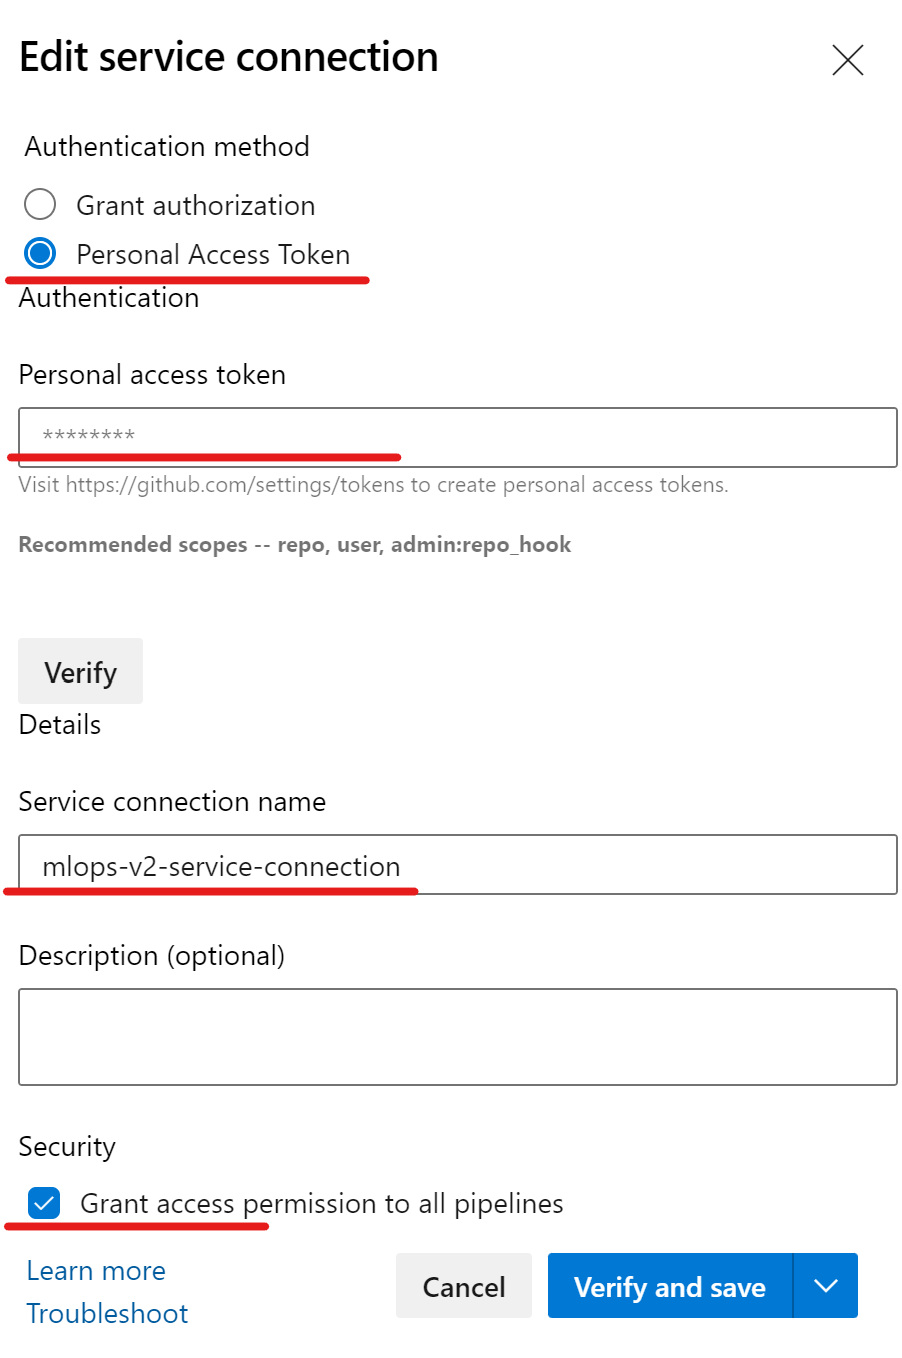 Edit service connection
Authentication method
Grant authorization
Personal Access Token
Authentication
Personal access token
********
Visit https://github.com/settings/tokens to create personal access tokens.
Recommended scopes -- repo, user, admin:repo_hook
Verify
Details
Service connection name
mlops-v2-service-connection
Description (optional)
Security
Grant access permission to all pipelines
Learn more
Cancel
Verify and save
Troubleshoot